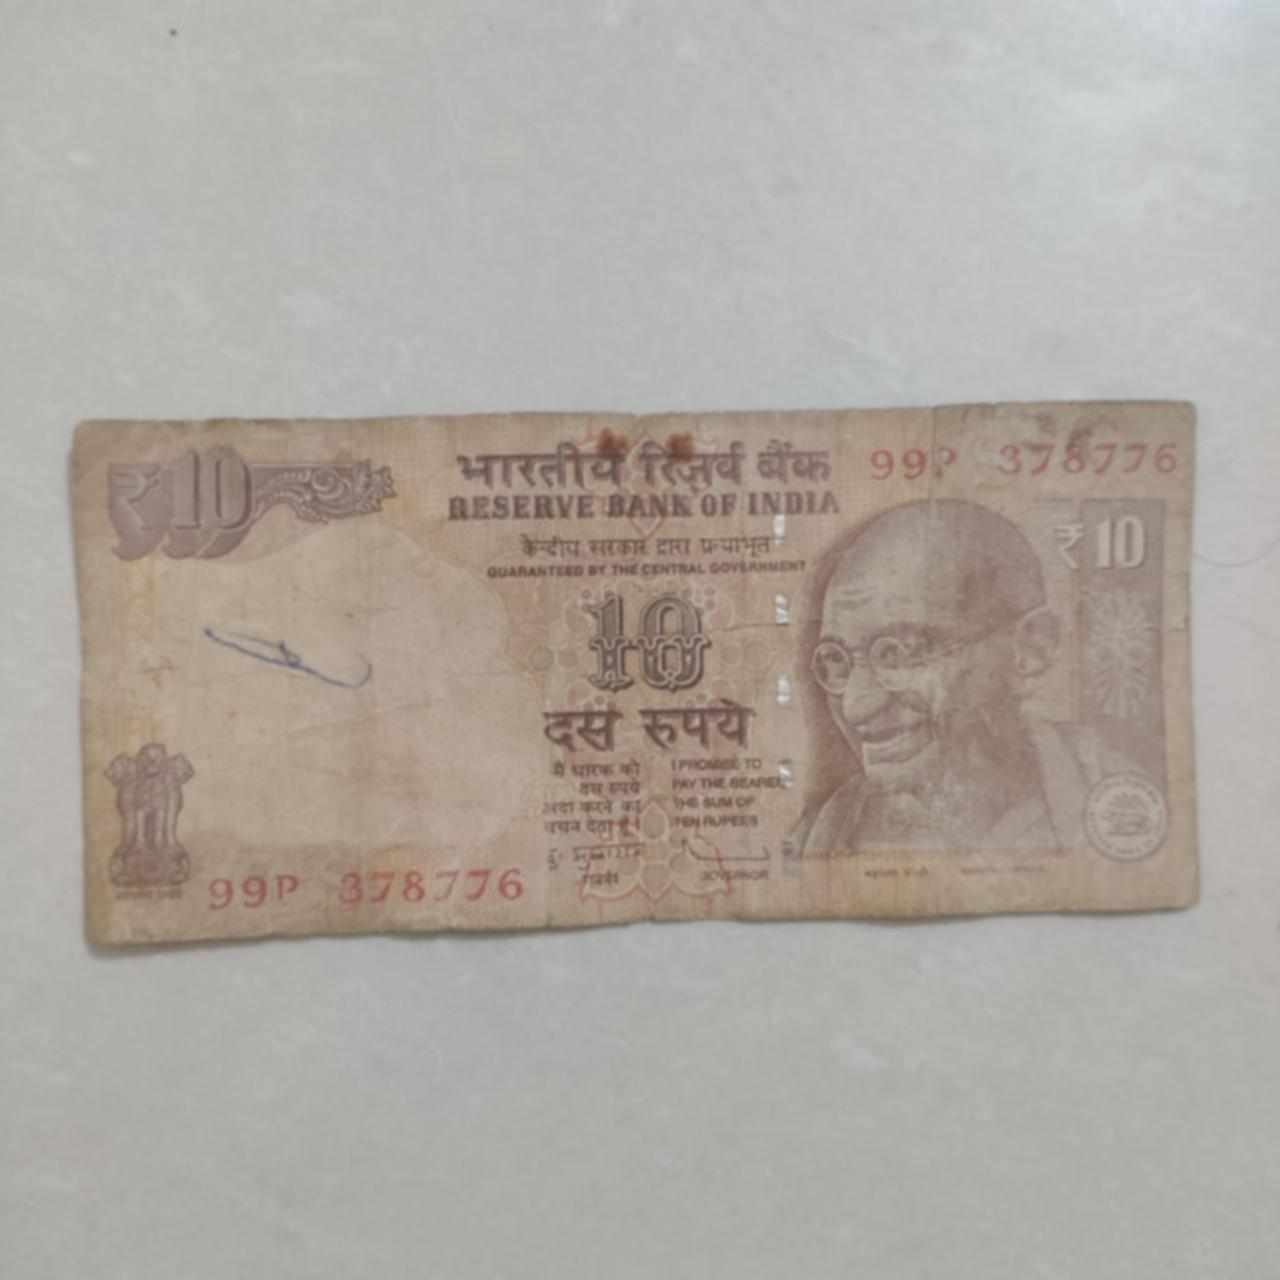 ₹10
भारतीय रिज़र्व बैंक
RESERVE BANK OF INDIA
99P 378776
केन्द्रीय सरकार द्वारा प्रत्याभूत
GUARANTEED BY THE CENTRAL GOVERNMENT
₹10
10
दस रुपये
मैं धारक को
दस रुपये
अदा करने का
वचन देता हूँ
I PROMISE TO
PAY THE BEARER
THE SUM OF
TEN RUPEES
गवर्नर
GOVERNOR
99P 378776